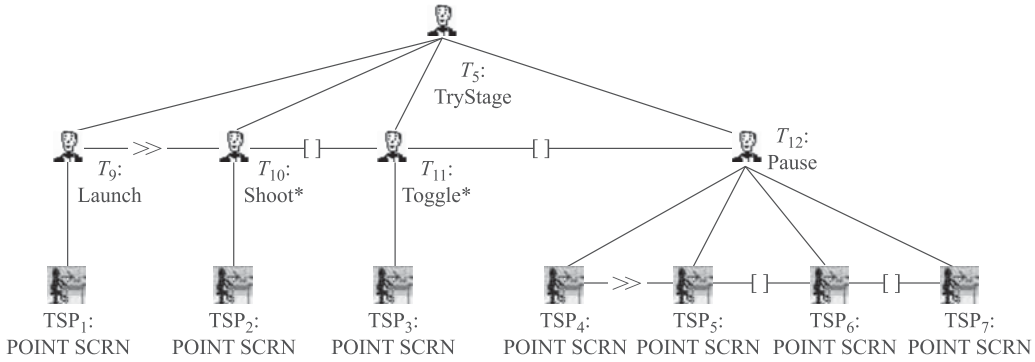 T₅:
TryStage
>> [ ] [ ]
T₉: T₁₀: T₁₁: T₁₂:
Launch Shoot* Toggle* Pause
>> [ ] [ ]
TSP₁: TSP₂: TSP₃: TSP₄: TSP₅: TSP₆: TSP₇:
POINT SCRN POINT SCRN POINT SCRN POINT SCRN POINT SCRN POINT SCRN POINT SCRN